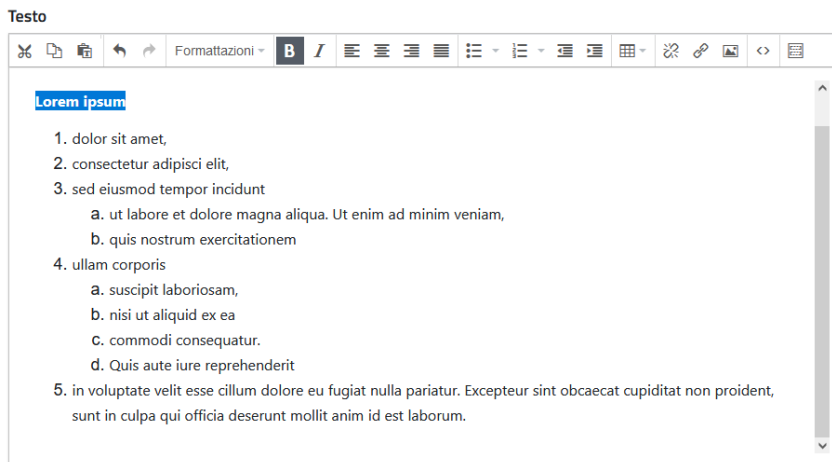 Testo
Formattazioni B I
Lorem ipsum
1. dolor sit amet,
2. consectetur adipisci elit,
3. sed eiusmod tempor incidunt
a. ut labore et dolore magna aliqua. Ut enim ad minim veniam,
b. quis nostrum exercitationem
4. ullam corporis
a. suscipit laboriosam,
b. nisi ut aliquid ex ea
c. commodi consequatur.
d. Quis aute iure reprehenderit
5. in voluptate velit esse cillum dolore eu fugiat nulla pariatur. Excepteur sint obcaecat cupiditat non proident,
sunt in culpa qui officia deserunt mollit anim id est laborum.